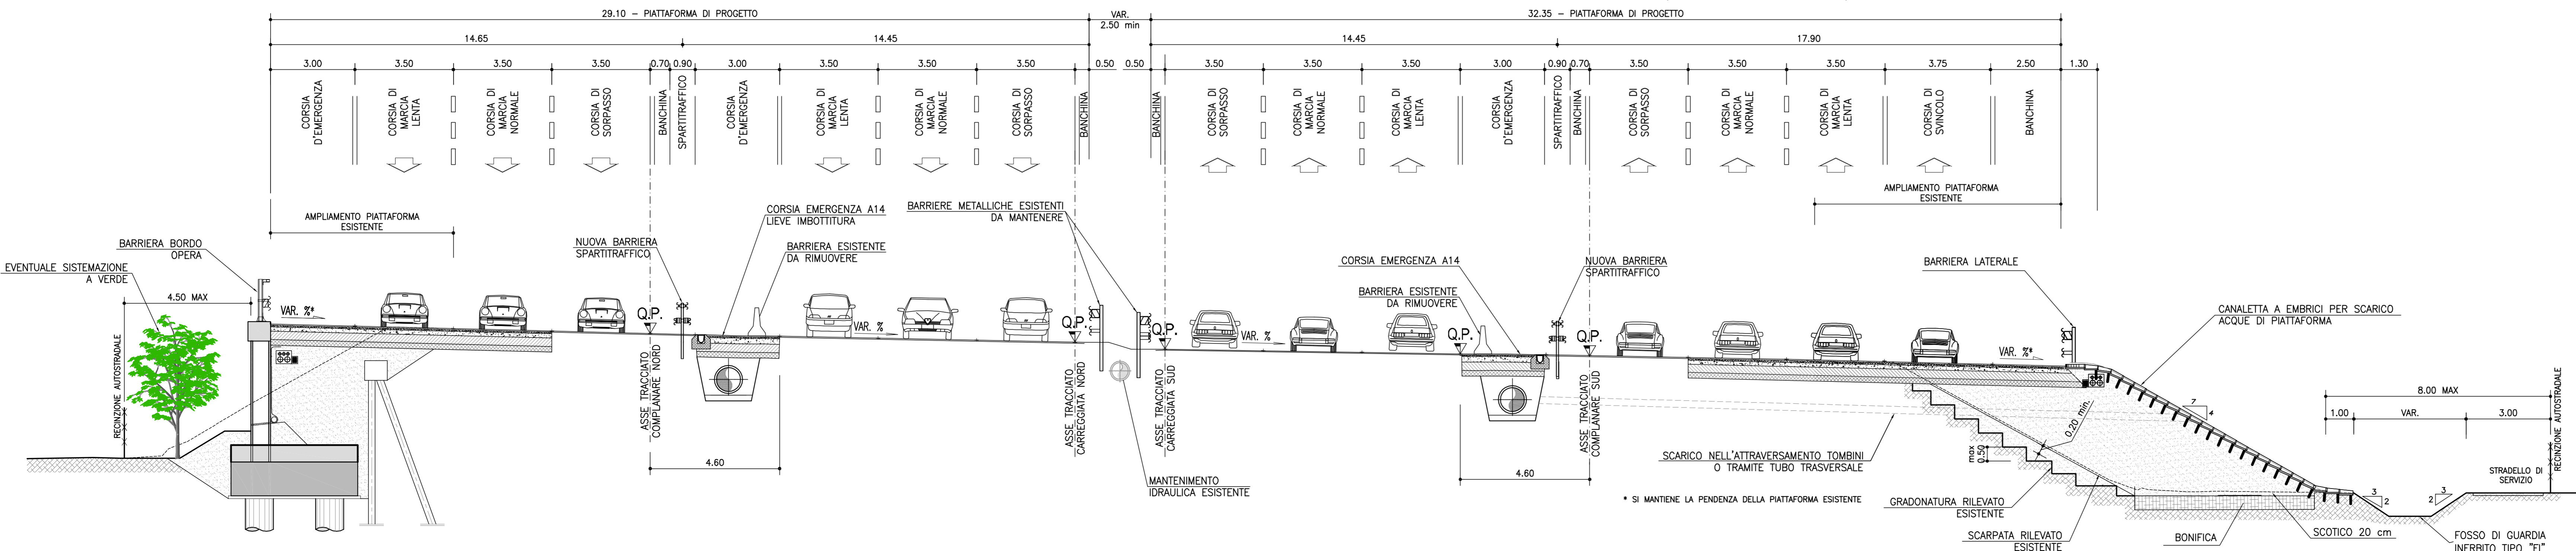 29.10 – PIATTAFORMA DI PROGETTO
VAR.
2.50 min
32.35 – PIATTAFORMA DI PROGETTO
14.65
14.45
14.45
17.90
3.00
3.50
3.50
3.50
0.70
0.90
3.00
3.50
3.50
3.50
0.50
0.50
3.50
3.50
3.50
3.00
0.90
0.70
3.50
3.50
3.50
3.75
2.50
1.30
CORSIA
D'EMERGENZA
CORSIA DI
MARCIA
LENTA
CORSIA DI
MARCIA
NORMALE
CORSIA DI
SORPASSO
BANCHINA
SPARTITRAFFICO
CORSIA
D'EMERGENZA
CORSIA DI
MARCIA
LENTA
CORSIA DI
MARCIA
NORMALE
CORSIA DI
SORPASSO
BANCHINA
BANCHINA
CORSIA DI
SORPASSO
CORSIA DI
MARCIA
NORMALE
CORSIA DI
MARCIA
LENTA
CORSIA
D'EMERGENZA
SPARTITRAFFICO
BANCHINA
CORSIA DI
SORPASSO
CORSIA DI
MARCIA
NORMALE
CORSIA DI
MARCIA
LENTA
CORSIA DI
SVINCOLO
BANCHINA
AMPLIAMENTO PIATTAFORMA
ESISTENTE
AMPLIAMENTO PIATTAFORMA
ESISTENTE
BARRIERA BORDO
OPERA
EVENTUALE SISTEMAZIONE
A VERDE
4.50 MAX
VAR. %*
NUOVA BARRIERA
SPARTITRAFFICO
CORSIA EMERGENZA A14
LIEVE IMBOTTITURA
BARRIERA ESISTENTE
DA RIMUOVERE
BARRIERE METALLICHE ESISTENTI
DA MANTENERE
Q.P.
VAR. %
Q.P.
Q.P.
VAR. %
CORSIA EMERGENZA A14
BARRIERA ESISTENTE
DA RIMUOVERE
Q.P.
NUOVA BARRIERA
SPARTITRAFFICO
Q.P.
BARRIERA LATERALE
VAR. %*
CANALETTA A EMBRICI PER SCARICO
ACQUE DI PIATTAFORMA
RECINZIONE AUTOSTRADALE
ASSE TRACCIATO
COMPLANARE NORD
4.60
ASSE TRACCIATO
CARREGGIATA NORD
ASSE TRACCIATO
CARREGGIATA SUD
MANTENIMENTO
IDRAULICA ESISTENTE
ASSE TRACCIATO
COMPLANARE SUD
4.60
SCARICO NELL'ATTRAVERSAMENTO TOMBINI
O TRAMITE TUBO TRASVERSALE
* SI MANTIENE LA PENDENZA DELLA PIATTAFORMA ESISTENTE
max
0.50
0.20 min.
7
4
8.00 MAX
1.00
VAR.
3.00
RECINZIONE AUTOSTRADALE
STRADELLO DI
SERVIZIO
3
2
3
2
GRADONATURA RILEVATO
ESISTENTE
SCARPATA RILEVATO
ESISTENTE
BONIFICA
SCOTICO 20 cm
FOSSO DI GUARDIA
INERBITO TIPO "FI"